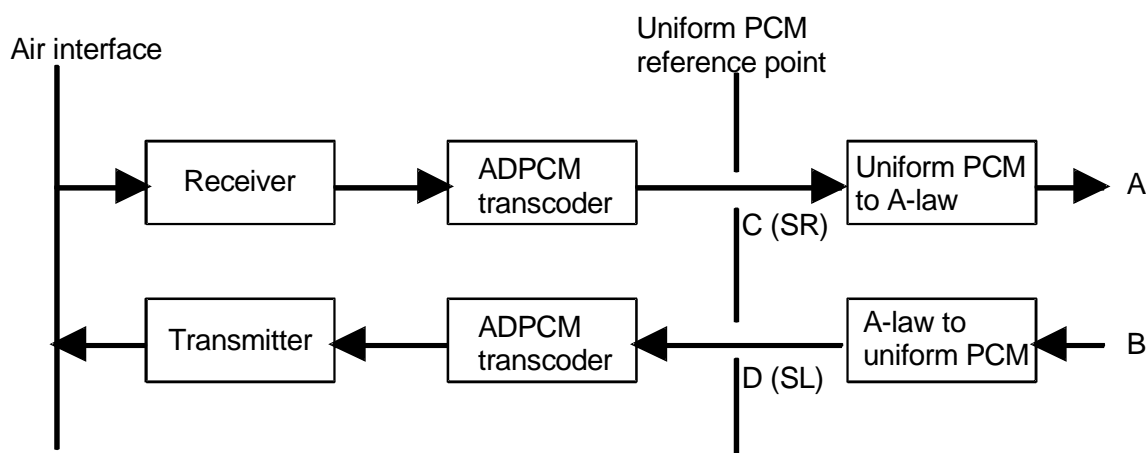 Air interface
Uniform PCM
reference point
Receiver
ADPCM
transcoder
Uniform PCM
to A-law
A
C (SR)
Transmitter
ADPCM
transcoder
A-law to
uniform PCM
B
D (SL)